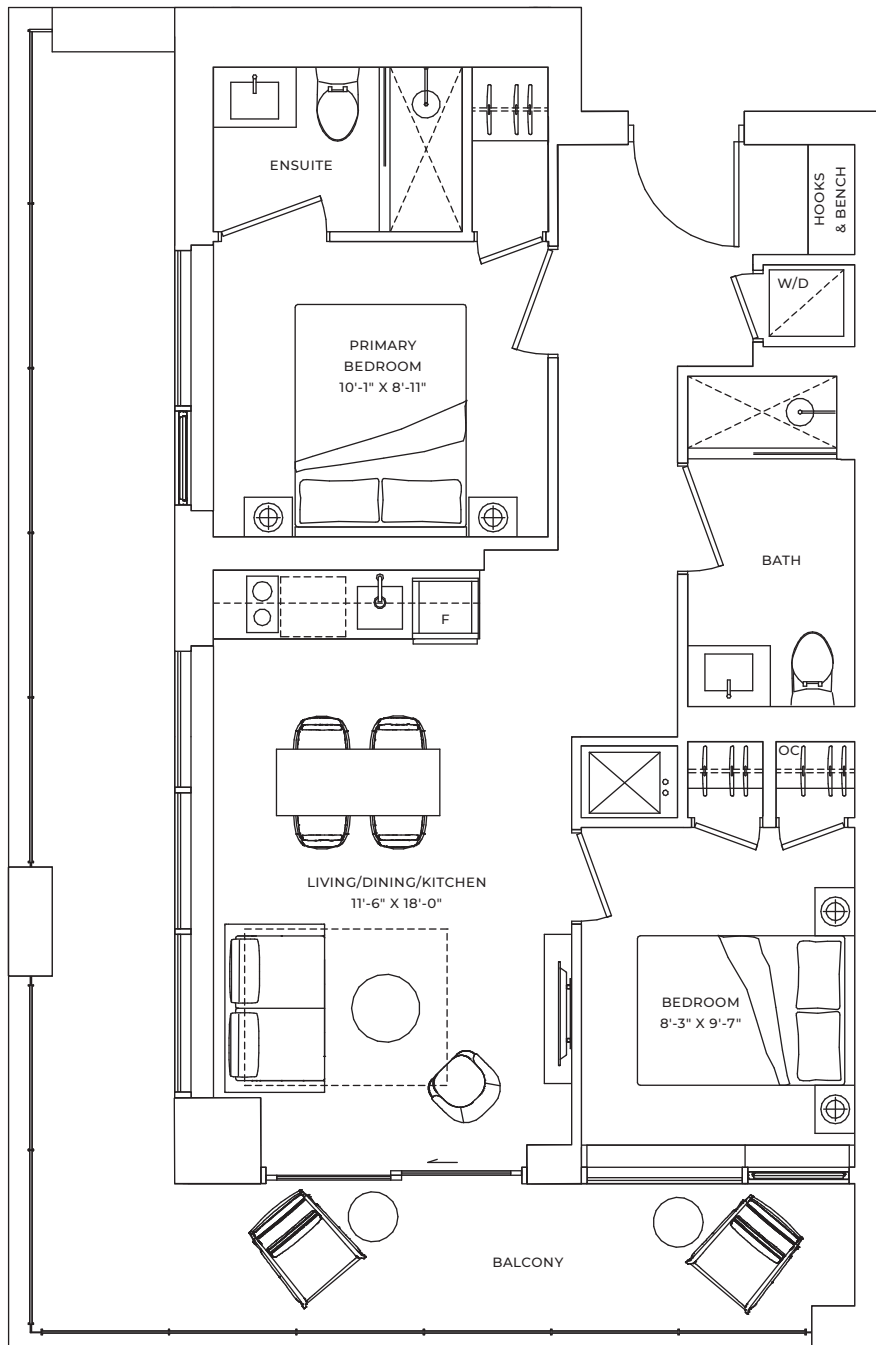 ENSUITE
HOOKS
& BENCH
W/D
PRIMARY
BEDROOM
10'-1" X 8'-11"
BATH
F
OC
LIVING/DINING/KITCHEN
11'-6" X 18'-0"
BEDROOM
8'-3" X 9'-7"
BALCONY